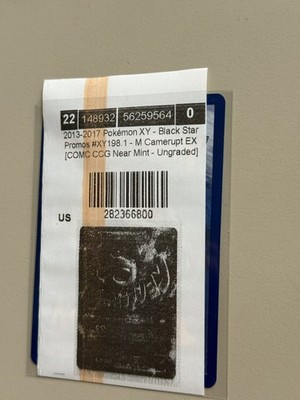 22 148932 56259564 0
2013-2017 Pokémon XY - Black Star
Promos #XY198.1 - M Camerupt EX
[COMC CCG Near Mint - Ungraded]
US
282366800